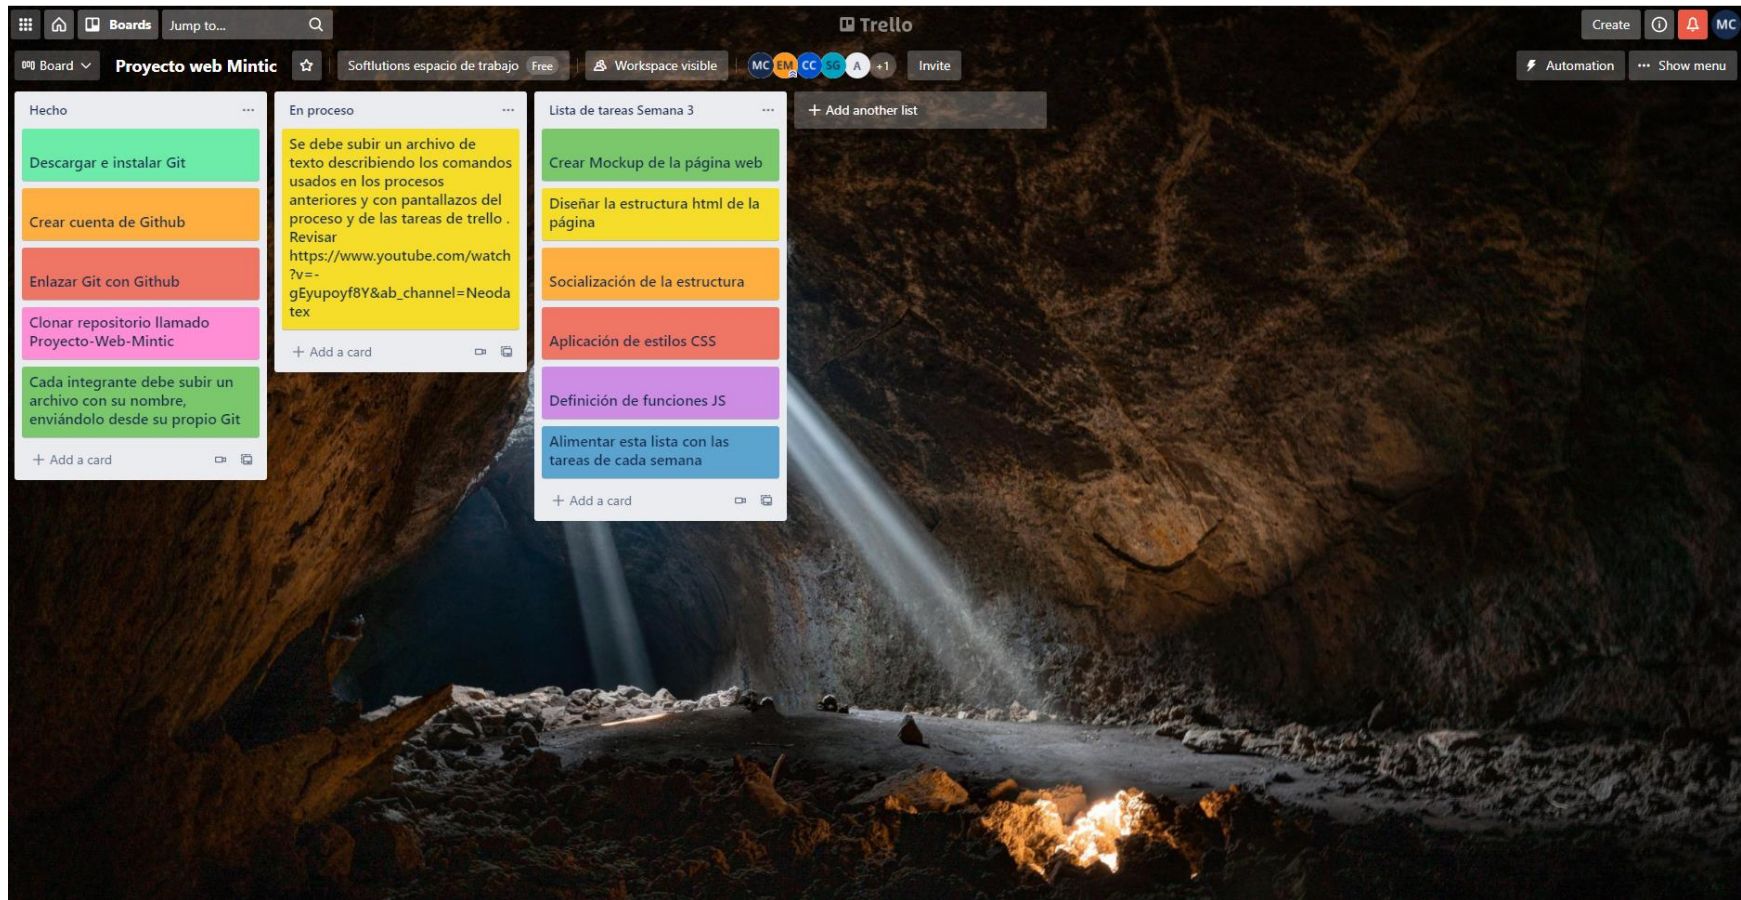 Boards
Jump to...
Trello
Create
MC
Board
Proyecto web Mintic
Softlutions espacio de trabajo Free
Workspace visible
MC EM CC SG A +1
Invite
Automation
··· Show menu
Hecho ···
Descargar e instalar Git
Crear cuenta de Github
Enlazar Git con Github
Clonar repositorio llamado
Proyecto-Web-Mintic
Cada integrante debe subir un
archivo con su nombre,
enviándolo desde su propio Git
+ Add a card
En proceso ···
Se debe subir un archivo de
texto describiendo los comandos
usados en los procesos
anteriores y con pantallazos del
proceso y de las tareas de trello .
Revisar
https://www.youtube.com/watch
?v=-
gEyupoyf8Y&ab_channel=Neoda
tex
+ Add a card
Lista de tareas Semana 3 ···
Crear Mockup de la página web
Diseñar la estructura html de la
página
Socialización de la estructura
Aplicación de estilos CSS
Definición de funciones JS
Alimentar esta lista con las
tareas de cada semana
+ Add a card
+ Add another list